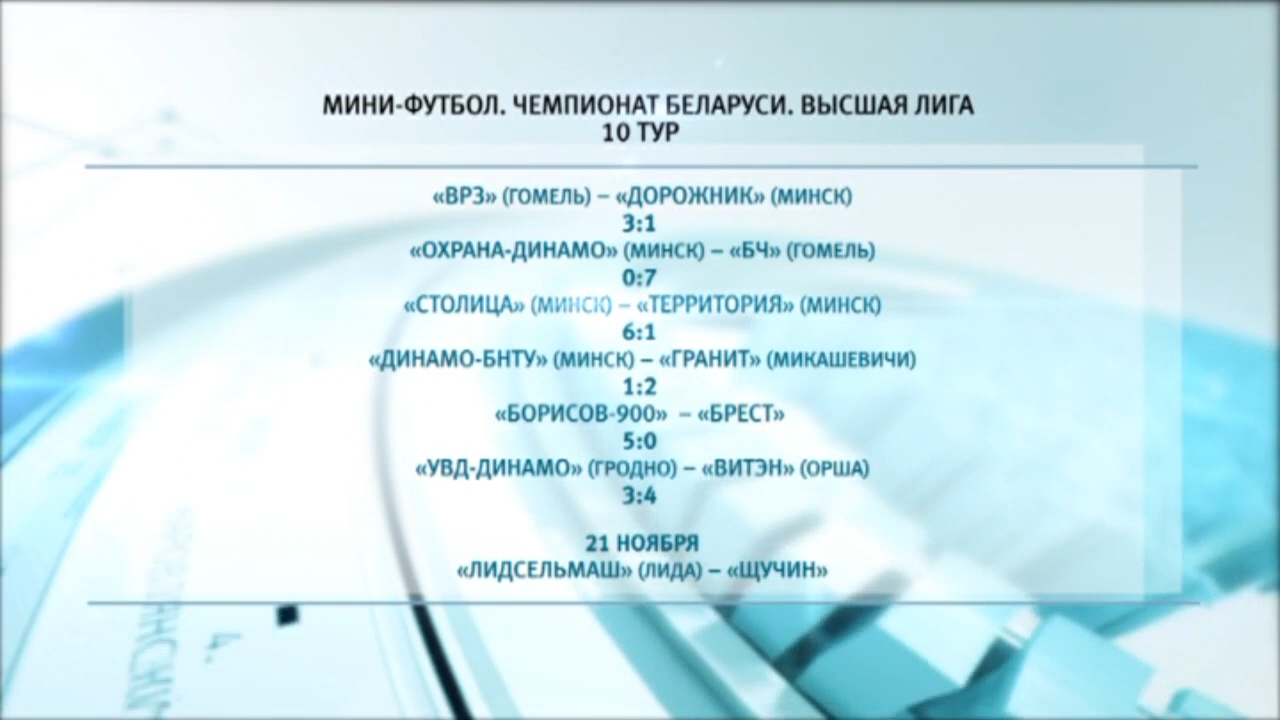 МИНИ-ФУТБОЛ. ЧЕМПИОНАТ БЕЛАРУСИ. ВЫСШАЯ ЛИГА
10 ТУР
«ВРЗ» (ГОМЕЛЬ) – «ДОРОЖНИК» (МИНСК)
3:1
«ОХРАНА-ДИНАМО» (МИНСК) – «БЧ» (ГОМЕЛЬ)
0:7
«СТОЛИЦА» (МИНСК) – «ТЕРРИТОРИЯ» (МИНСК)
6:1
«ДИНАМО-БНТУ» (МИНСК) – «ГРАНИТ» (МИКАШЕВИЧИ)
1:2
«БОРИСОВ-900» – «БРЕСТ»
5:0
«УВД-ДИНАМО» (ГРОДНО) – «ВИТЭН» (ОРША)
3:4
21 НОЯБРЯ
«ЛИДСЕЛЬМАШ» (ЛИДА) – «ЩУЧИН»
4.